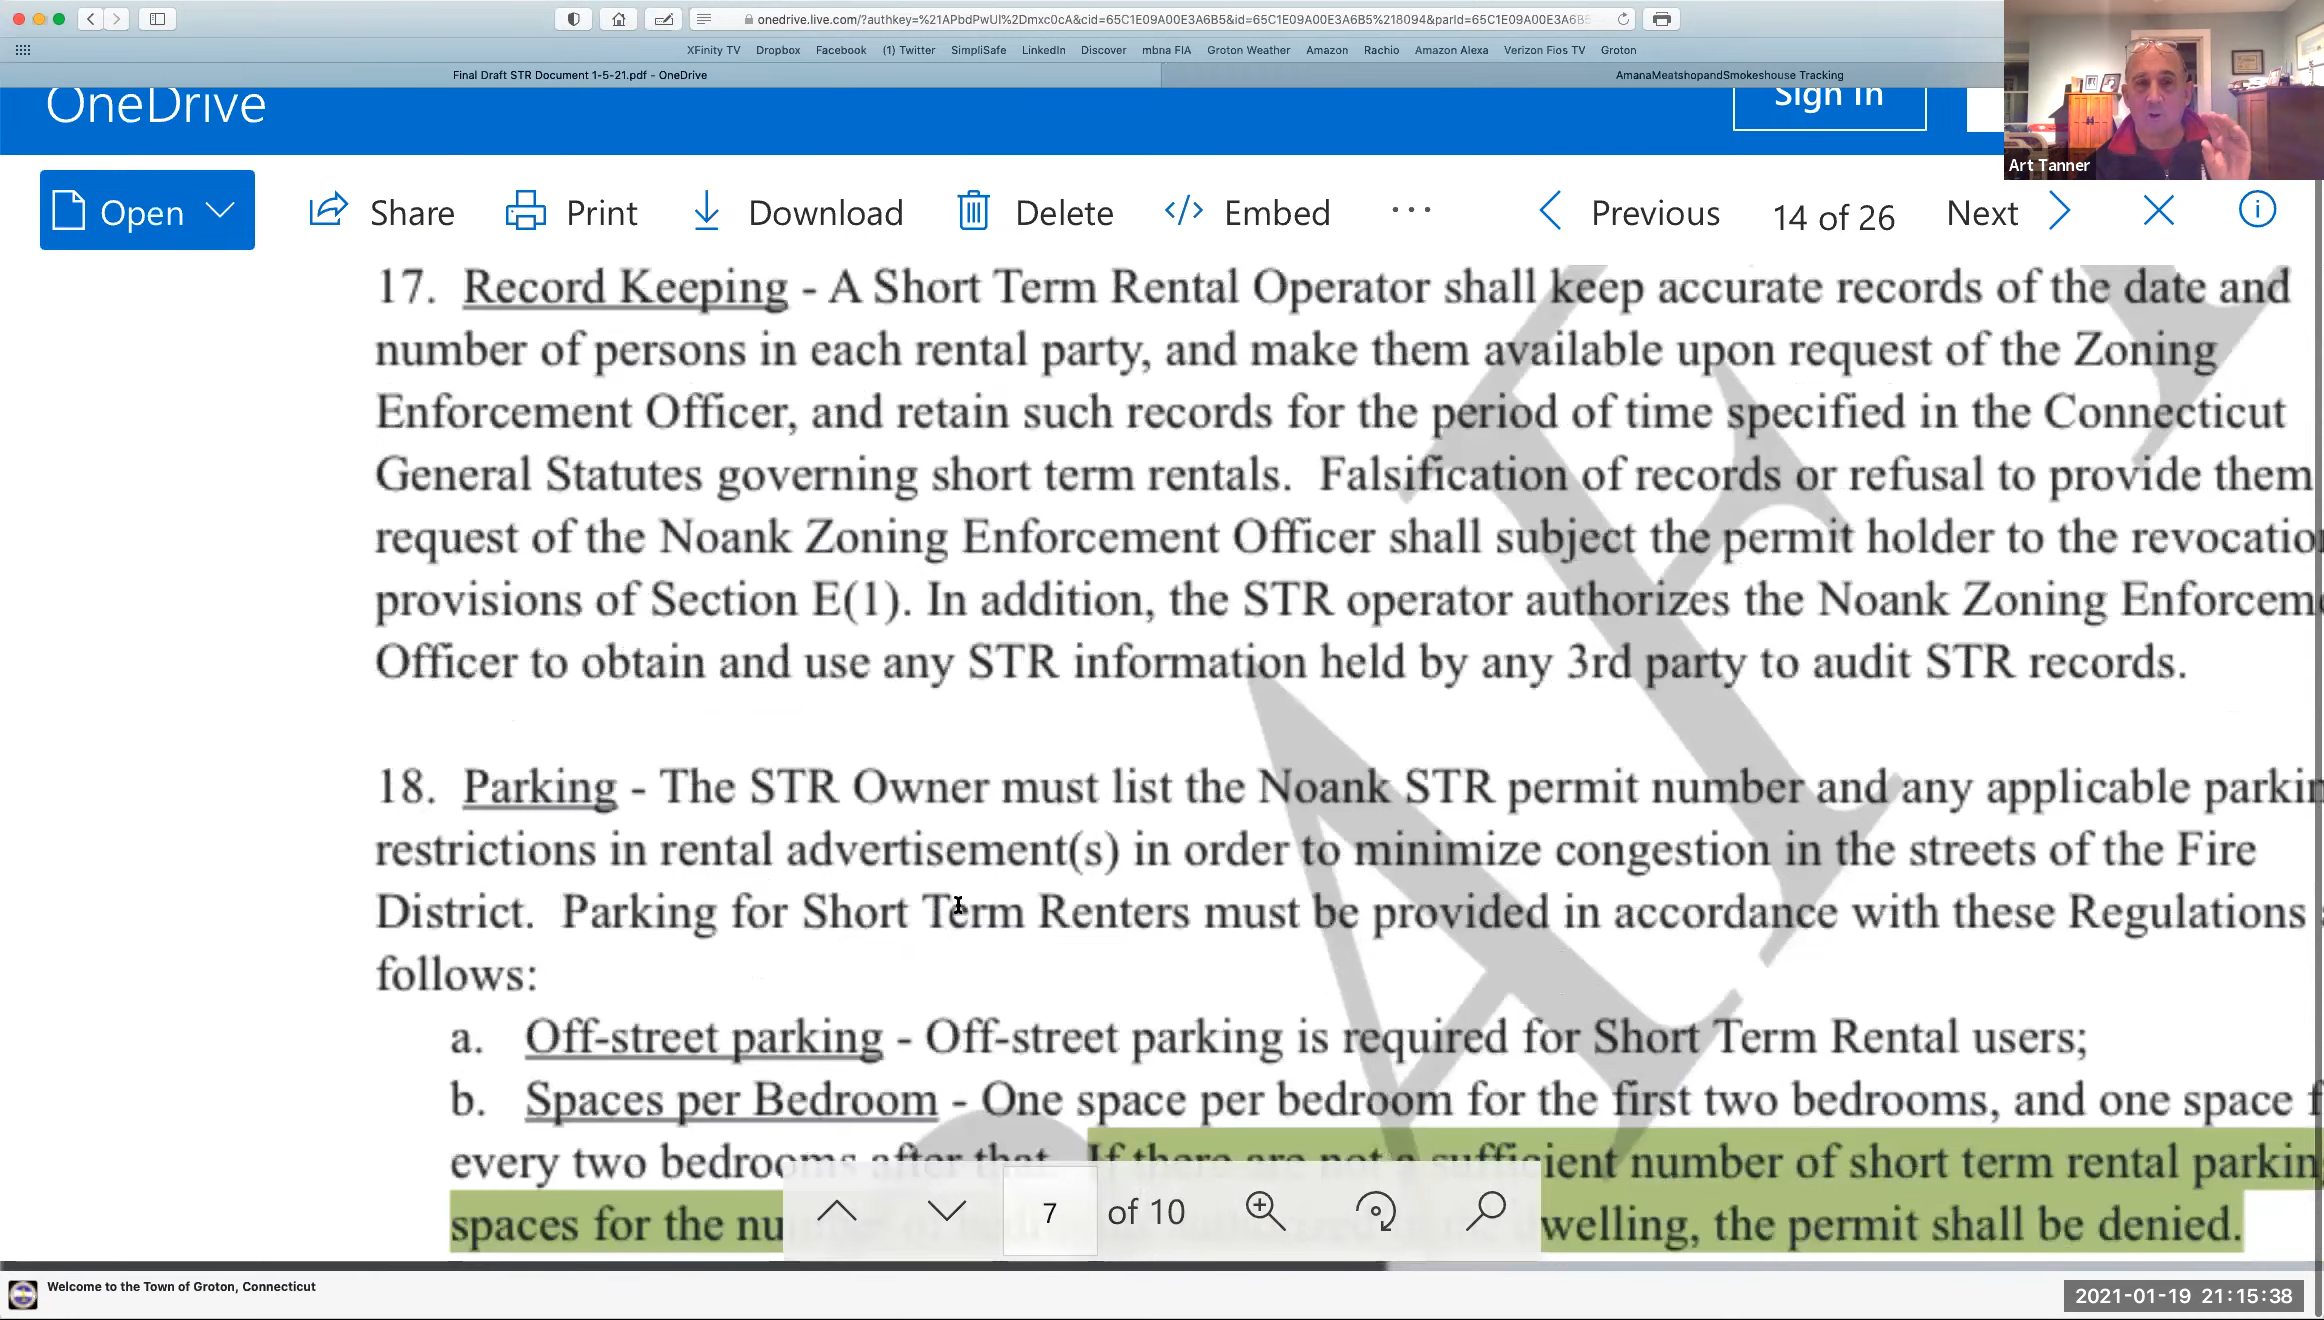 onedrive.live.com/?authkey=%21APbdPwUl%2Dmxc0cA&cid=65C1E09A00E3A6B5&id=65C1E09A00E3A6B5%218094&parId=65C1E09A00E3A6B5
XFinity TV Dropbox Facebook (1) Twitter SimpliSafe LinkedIn Discover mbna FIA Groton Weather Amazon Rachio Amazon Alexa Verizon Fios TV Groton
Final Draft STR Document 1-5-21.pdf - OneDrive AmanaMeatshopandSmokeshouse Tracking
OneDrive Sign in
Art Tanner
Open Share Print Download Delete Embed ··· Previous 14 of 26 Next
17. Record Keeping - A Short Term Rental Operator shall keep accurate records of the date and
number of persons in each rental party, and make them available upon request of the Zoning
Enforcement Officer, and retain such records for the period of time specified in the Connecticut
General Statutes governing short term rentals. Falsification of records or refusal to provide them
request of the Noank Zoning Enforcement Officer shall subject the permit holder to the revocatio
provisions of Section E(1). In addition, the STR operator authorizes the Noank Zoning Enforcem
Officer to obtain and use any STR information held by any 3rd party to audit STR records.
18. Parking - The STR Owner must list the Noank STR permit number and any applicable parkin
restrictions in rental advertisement(s) in order to minimize congestion in the streets of the Fire
District. Parking for Short Term Renters must be provided in accordance with these Regulations
follows:
a. Off-street parking - Off-street parking is required for Short Term Rental users;
b. Spaces per Bedroom - One space per bedroom for the first two bedrooms, and one space f
every two bedrooms after that. If there are not a sufficient number of short term rental parkin
spaces for the nu welling, the permit shall be denied.
7 of 10
Welcome to the Town of Groton, Connecticut
2021-01-19 21:15:38